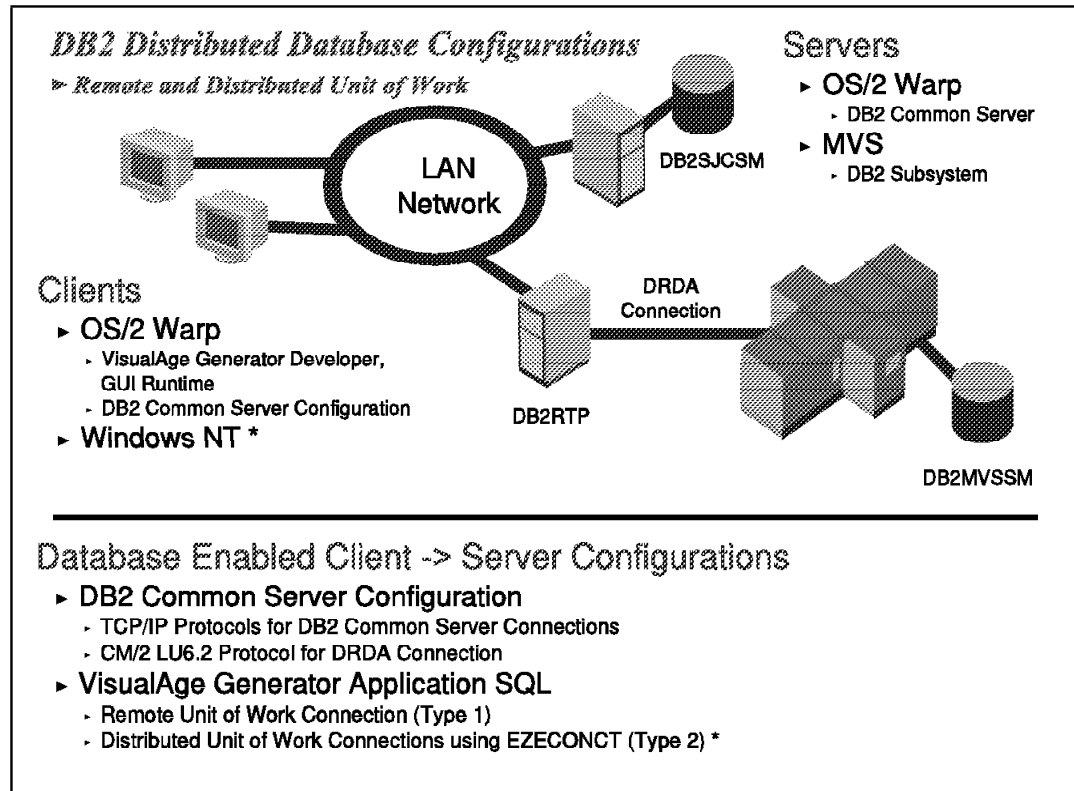 DB2 Distributed Database Configurations
► Remote and Distributed Unit of Work
Servers
► OS/2 Warp
► DB2 Common Server
► MVS
► DB2 Subsystem
DB2SJCSM
LAN
Network
Clients
► OS/2 Warp
► VisualAge Generator Developer,
GUI Runtime
► DB2 Common Server Configuration
► Windows NT *
DRDA
Connection
DB2RTP
DB2MVSSM
Database Enabled Client -> Server Configurations
► DB2 Common Server Configuration
► TCP/IP Protocols for DB2 Common Server Connections
► CM/2 LU6.2 Protocol for DRDA Connection
► VisualAge Generator Application SQL
► Remote Unit of Work Connection (Type 1)
► Distributed Unit of Work Connections using EZECONCT (Type 2) *